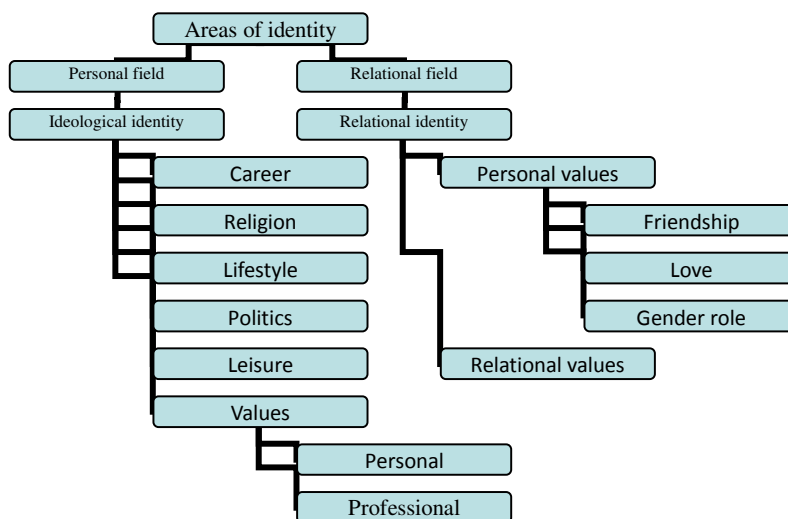 Areas of identity
Personal field
Relational field
Ideological identity
Relational identity
Career
Personal values
Religion
Friendship
Lifestyle
Love
Politics
Gender role
Leisure
Relational values
Values
Personal
Professional